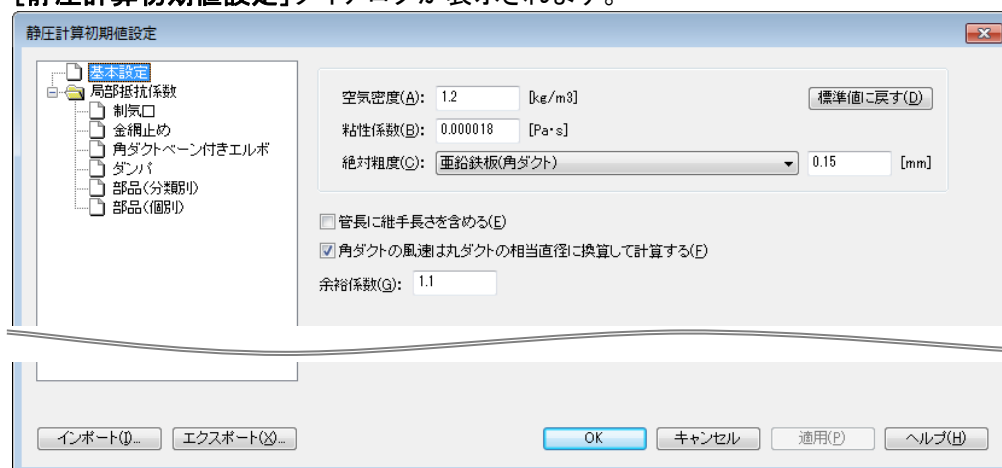 [静圧計算初期値設定]ダイアログが表示されます。
静圧計算初期値設定
基本設定
局部抵抗係数
制気口
金網止め
角ダクトベーン付きエルボ
ダンパ
部品(分類別)
部品(個別)
空気密度(A): 1.2 [kg/m3] 標準値に戻す(D)
粘性係数(B): 0.000018 [Pa・s]
絶対粗度(C): 亜鉛鉄板(角ダクト) 0.15 [mm]
管長に継手長さを含める(E)
角ダクトの風速は丸ダクトの相当直径に換算して計算する(F)
余裕係数(G): 1.1
インポート(I)... エクスポート(X)... OK キャンセル 適用(P) ヘルプ(H)